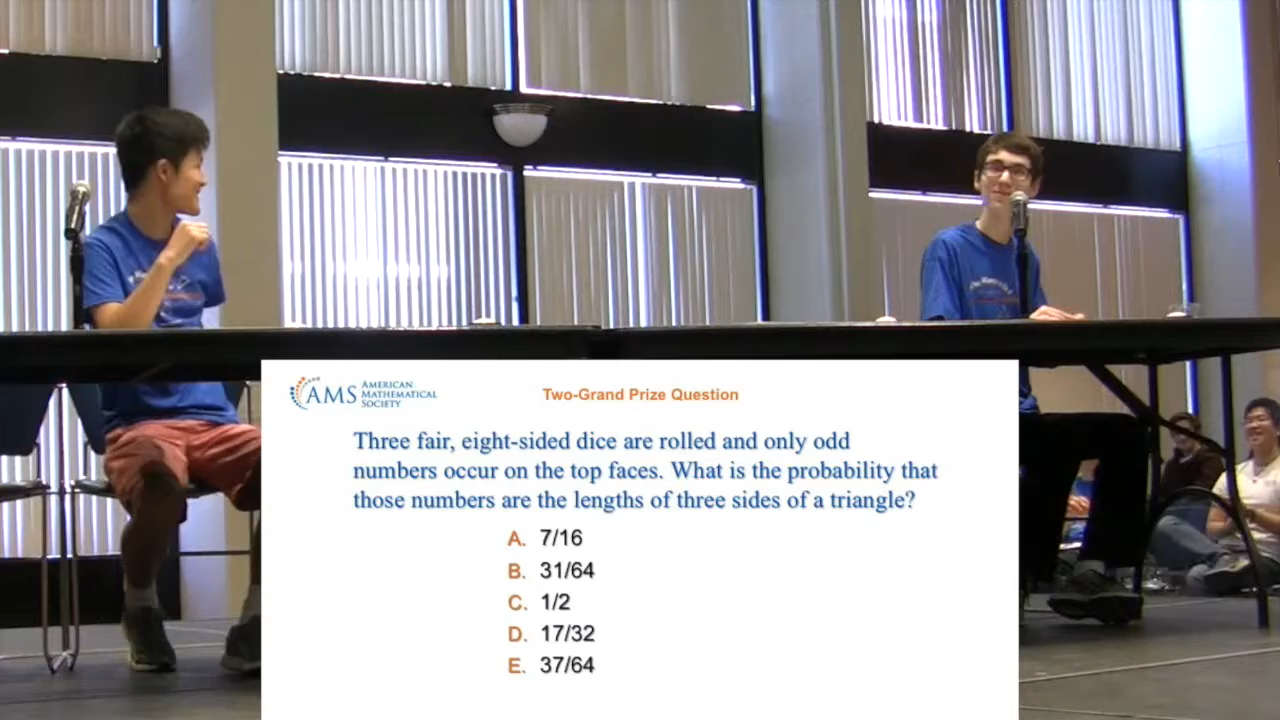 AMS AMERICAN
MATHEMATICAL
SOCIETY
Two-Grand Prize Question
Three fair, eight-sided dice are rolled and only odd
numbers occur on the top faces. What is the probability that
those numbers are the lengths of three sides of a triangle?
A. 7/16
B. 31/64
C. 1/2
D. 17/32
E. 37/64